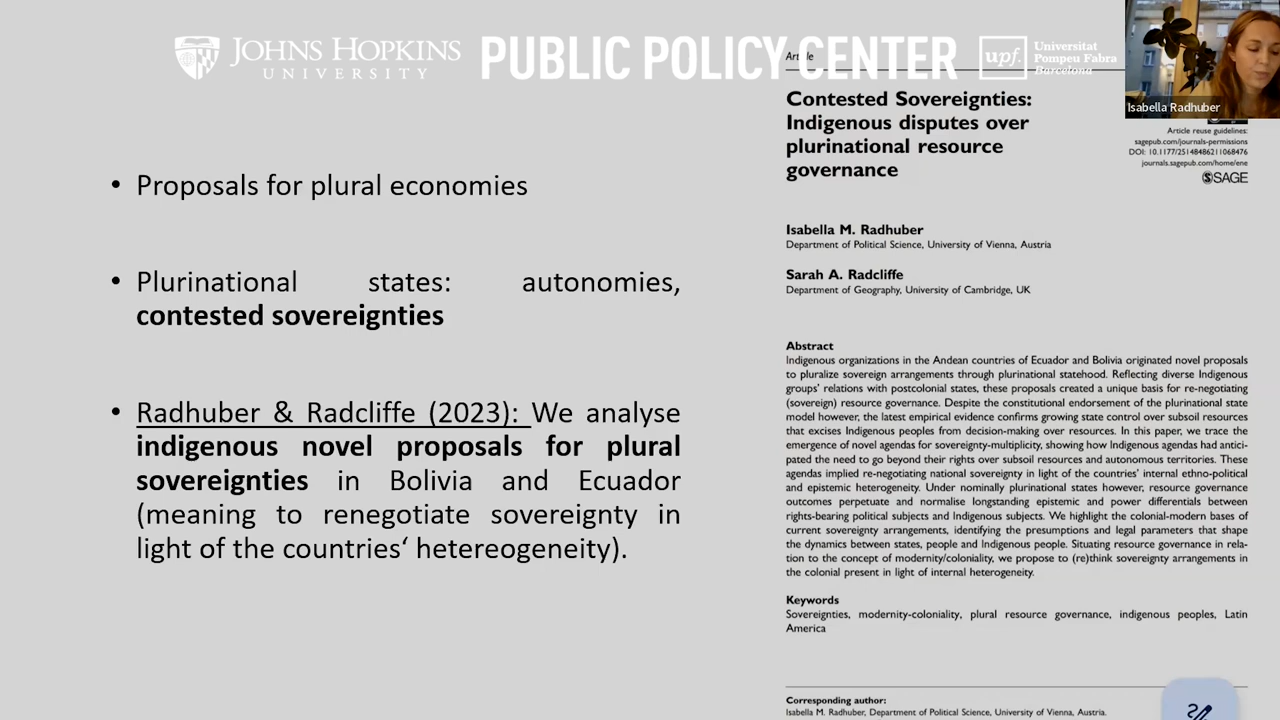 JOHNS HOPKINS
UNIVERSITY
PUBLIC POLICY CENTER
upf.
Universitat
Pompeu Fabra
Barcelona
Isabella Radhuber
• Proposals for plural economies
• Plurinational states: autonomies,
contested sovereignties
• Radhuber & Radcliffe (2023): We analyse
indigenous novel proposals for plural
sovereignties in Bolivia and Ecuador
(meaning to renegotiate sovereignty in
light of the countries‘ hetereogeneity).
Article
Contested Sovereignties:
Indigenous disputes over
plurinational resource
governance
Article reuse guidelines:
sagepub.com/journals-permissions
DOI: 10.1177/25148486211068476
journals.sagepub.com/home/ene
SAGE
Isabella M. Radhuber
Department of Political Science, University of Vienna, Austria
Sarah A. Radcliffe
Department of Geography, University of Cambridge, UK
Abstract
Indigenous organizations in the Andean countries of Ecuador and Bolivia originated novel proposals
to pluralize sovereign arrangements through plurinational statehood. Reflecting diverse Indigenous
groups’ relations with postcolonial states, these proposals created a unique basis for re-negotiating
(sovereign) resource governance. Despite the constitutional endorsement of the plurinational state
model however, the latest empirical evidence confirms growing state control over subsoil resources
that excises Indigenous peoples from decision-making over resources. In this paper, we trace the
emergence of novel agendas for sovereignty-multiplicity, showing how Indigenous agendas had antici-
pated the need to go beyond their rights over subsoil resources and autonomous territories. These
agendas implied re-negotiating national sovereignty in light of the countries’ internal ethno-political
and epistemic heterogeneity. Under nominally plurinational states however, resource governance
outcomes perpetuate and normalise longstanding epistemic and power differentials between
rights-bearing political subjects and Indigenous subjects. We highlight the colonial-modern bases of
current sovereignty arrangements, identifying the presumptions and legal parameters that shape
the dynamics between states, people and Indigenous people. Situating resource governance in rela-
tion to the concept of modernity/coloniality, we propose to (re)think sovereignty arrangements in
the colonial present in light of internal heterogeneity.
Keywords
Sovereignties, modernity-coloniality, plural resource governance, indigenous peoples, Latin
America
Corresponding author:
Isabella M. Radhuber, Department of Political Science, University of Vienna, Austria.